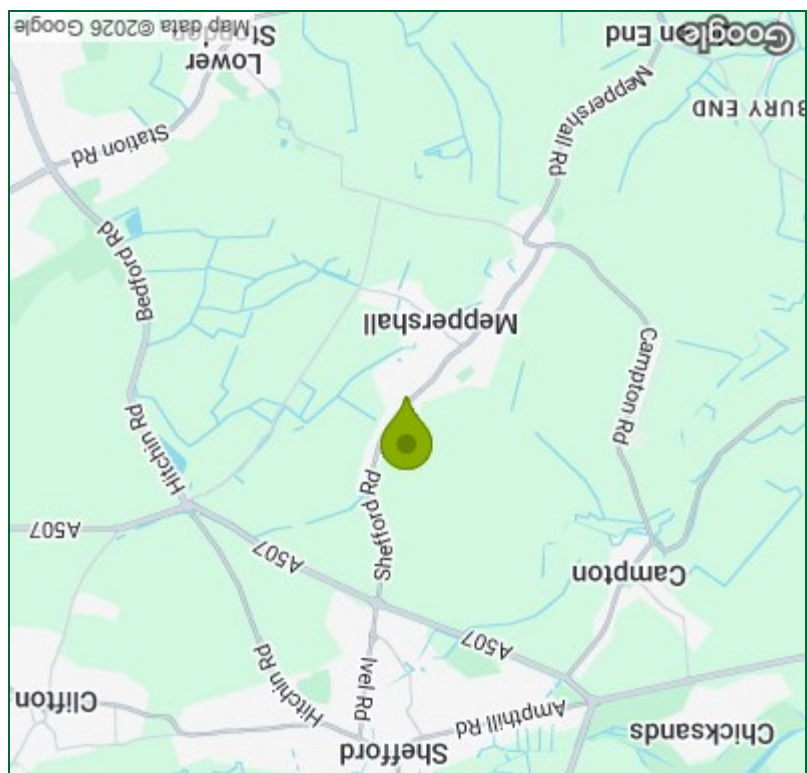 Chicksands
Shefford
Clifton
Ampthill Rd
Ivel Rd
Hitchin Rd
A507
Campton
A507
A507
Shefford Rd
Hitchin Rd
Campton Rd
Meppershall
Bedford Rd
Station Rd
BURY END
Meppershall Rd
Lower
Stondon
on End
Google
Map data ©2026 Google